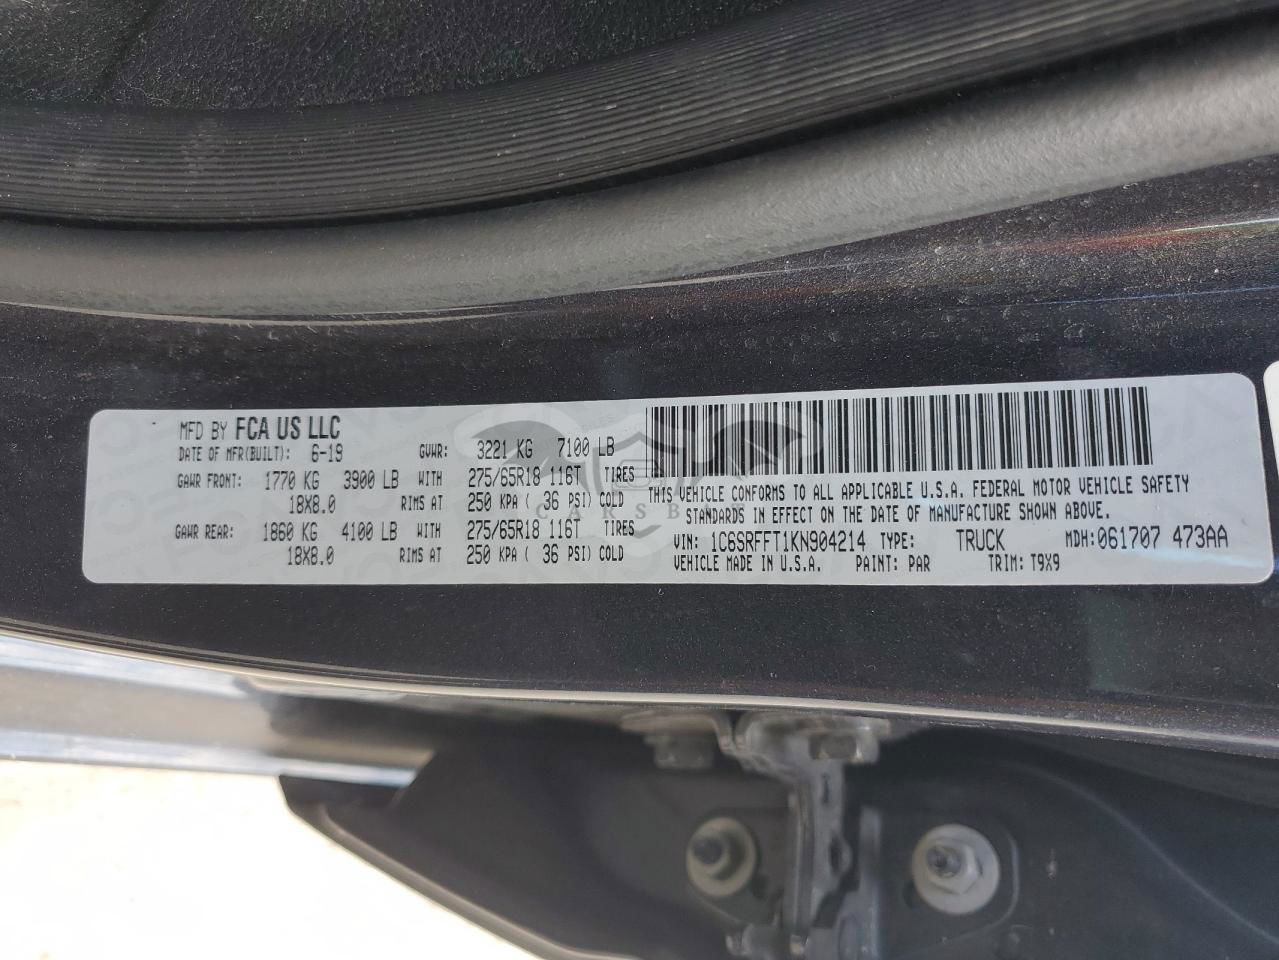 MFD BY FCA US LLC
DATE OF MFR(BUILT): 6-19 GVWR: 3221 KG 7100 LB
GAWR FRONT: 1770 KG 3900 LB WITH 275/65R18 116T TIRES
18X8.0 RIMS AT 250 KPA ( 36 PSI) COLD
GAWR REAR: 1860 KG 4100 LB WITH 275/65R18 116T TIRES
18X8.0 RIMS AT 250 KPA ( 36 PSI) COLD
THIS VEHICLE CONFORMS TO ALL APPLICABLE U.S.A. FEDERAL MOTOR VEHICLE SAFETY
STANDARDS IN EFFECT ON THE DATE OF MANUFACTURE SHOWN ABOVE.
VIN: 1C6SRFFT1KN904214 TYPE: TRUCK MDH: 061707 473AA
VEHICLE MADE IN U.S.A. PAINT: PAR TRIM: T9X9